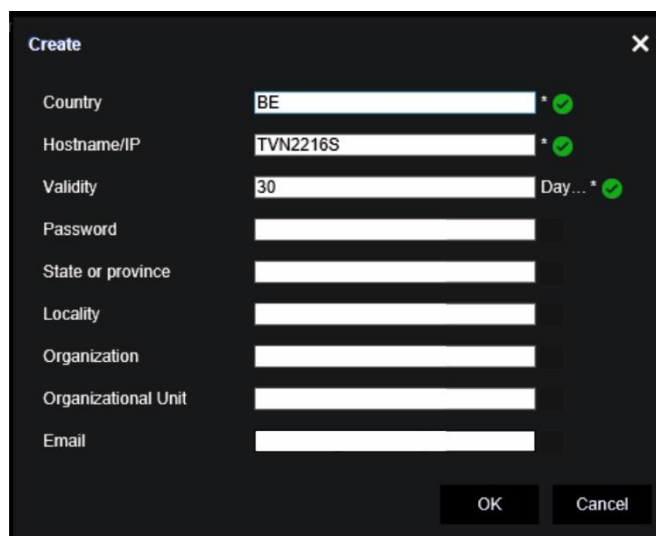 Create
Country BE *
Hostname/IP TVN2216S *
Validity 30 Day... *
Password
State or province
Locality
Organization
Organizational Unit
Email
OK Cancel